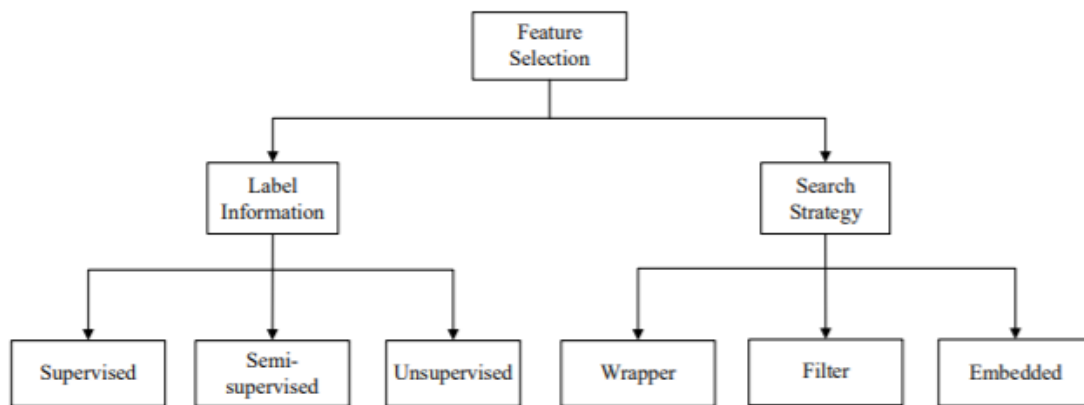 Feature
Selection
Label
Information
Search
Strategy
Supervised
Semi-
supervised
Unsupervised
Wrapper
Filter
Embedded